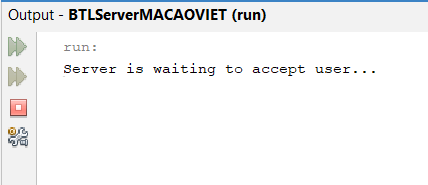 Output - BTLServerMACAOVIET (run)
run:
Server is waiting to accept user...